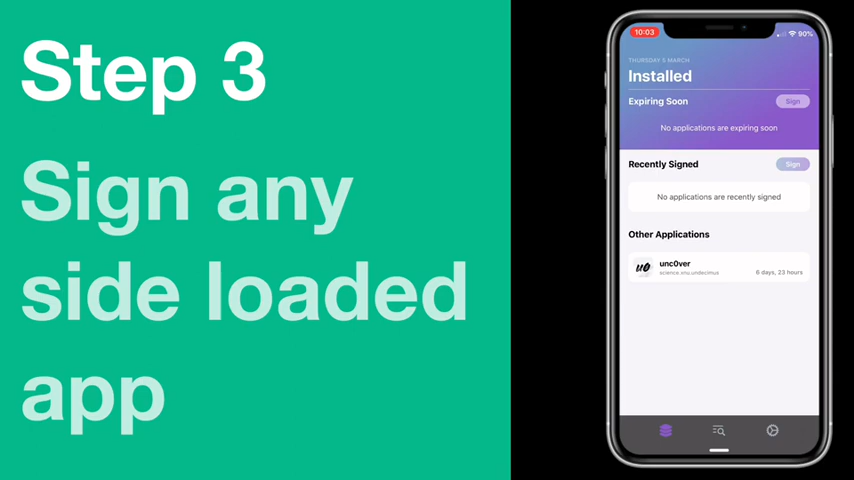 Step 3
Sign any
side loaded
app
10:03
90%
THURSDAY 5 MARCH
Installed
Expiring Soon
Sign
No applications are expiring soon
Recently Signed
Sign
No applications are recently signed
Other Applications
u0
unc0ver
science.xnu.undecimus
6 days, 23 hours